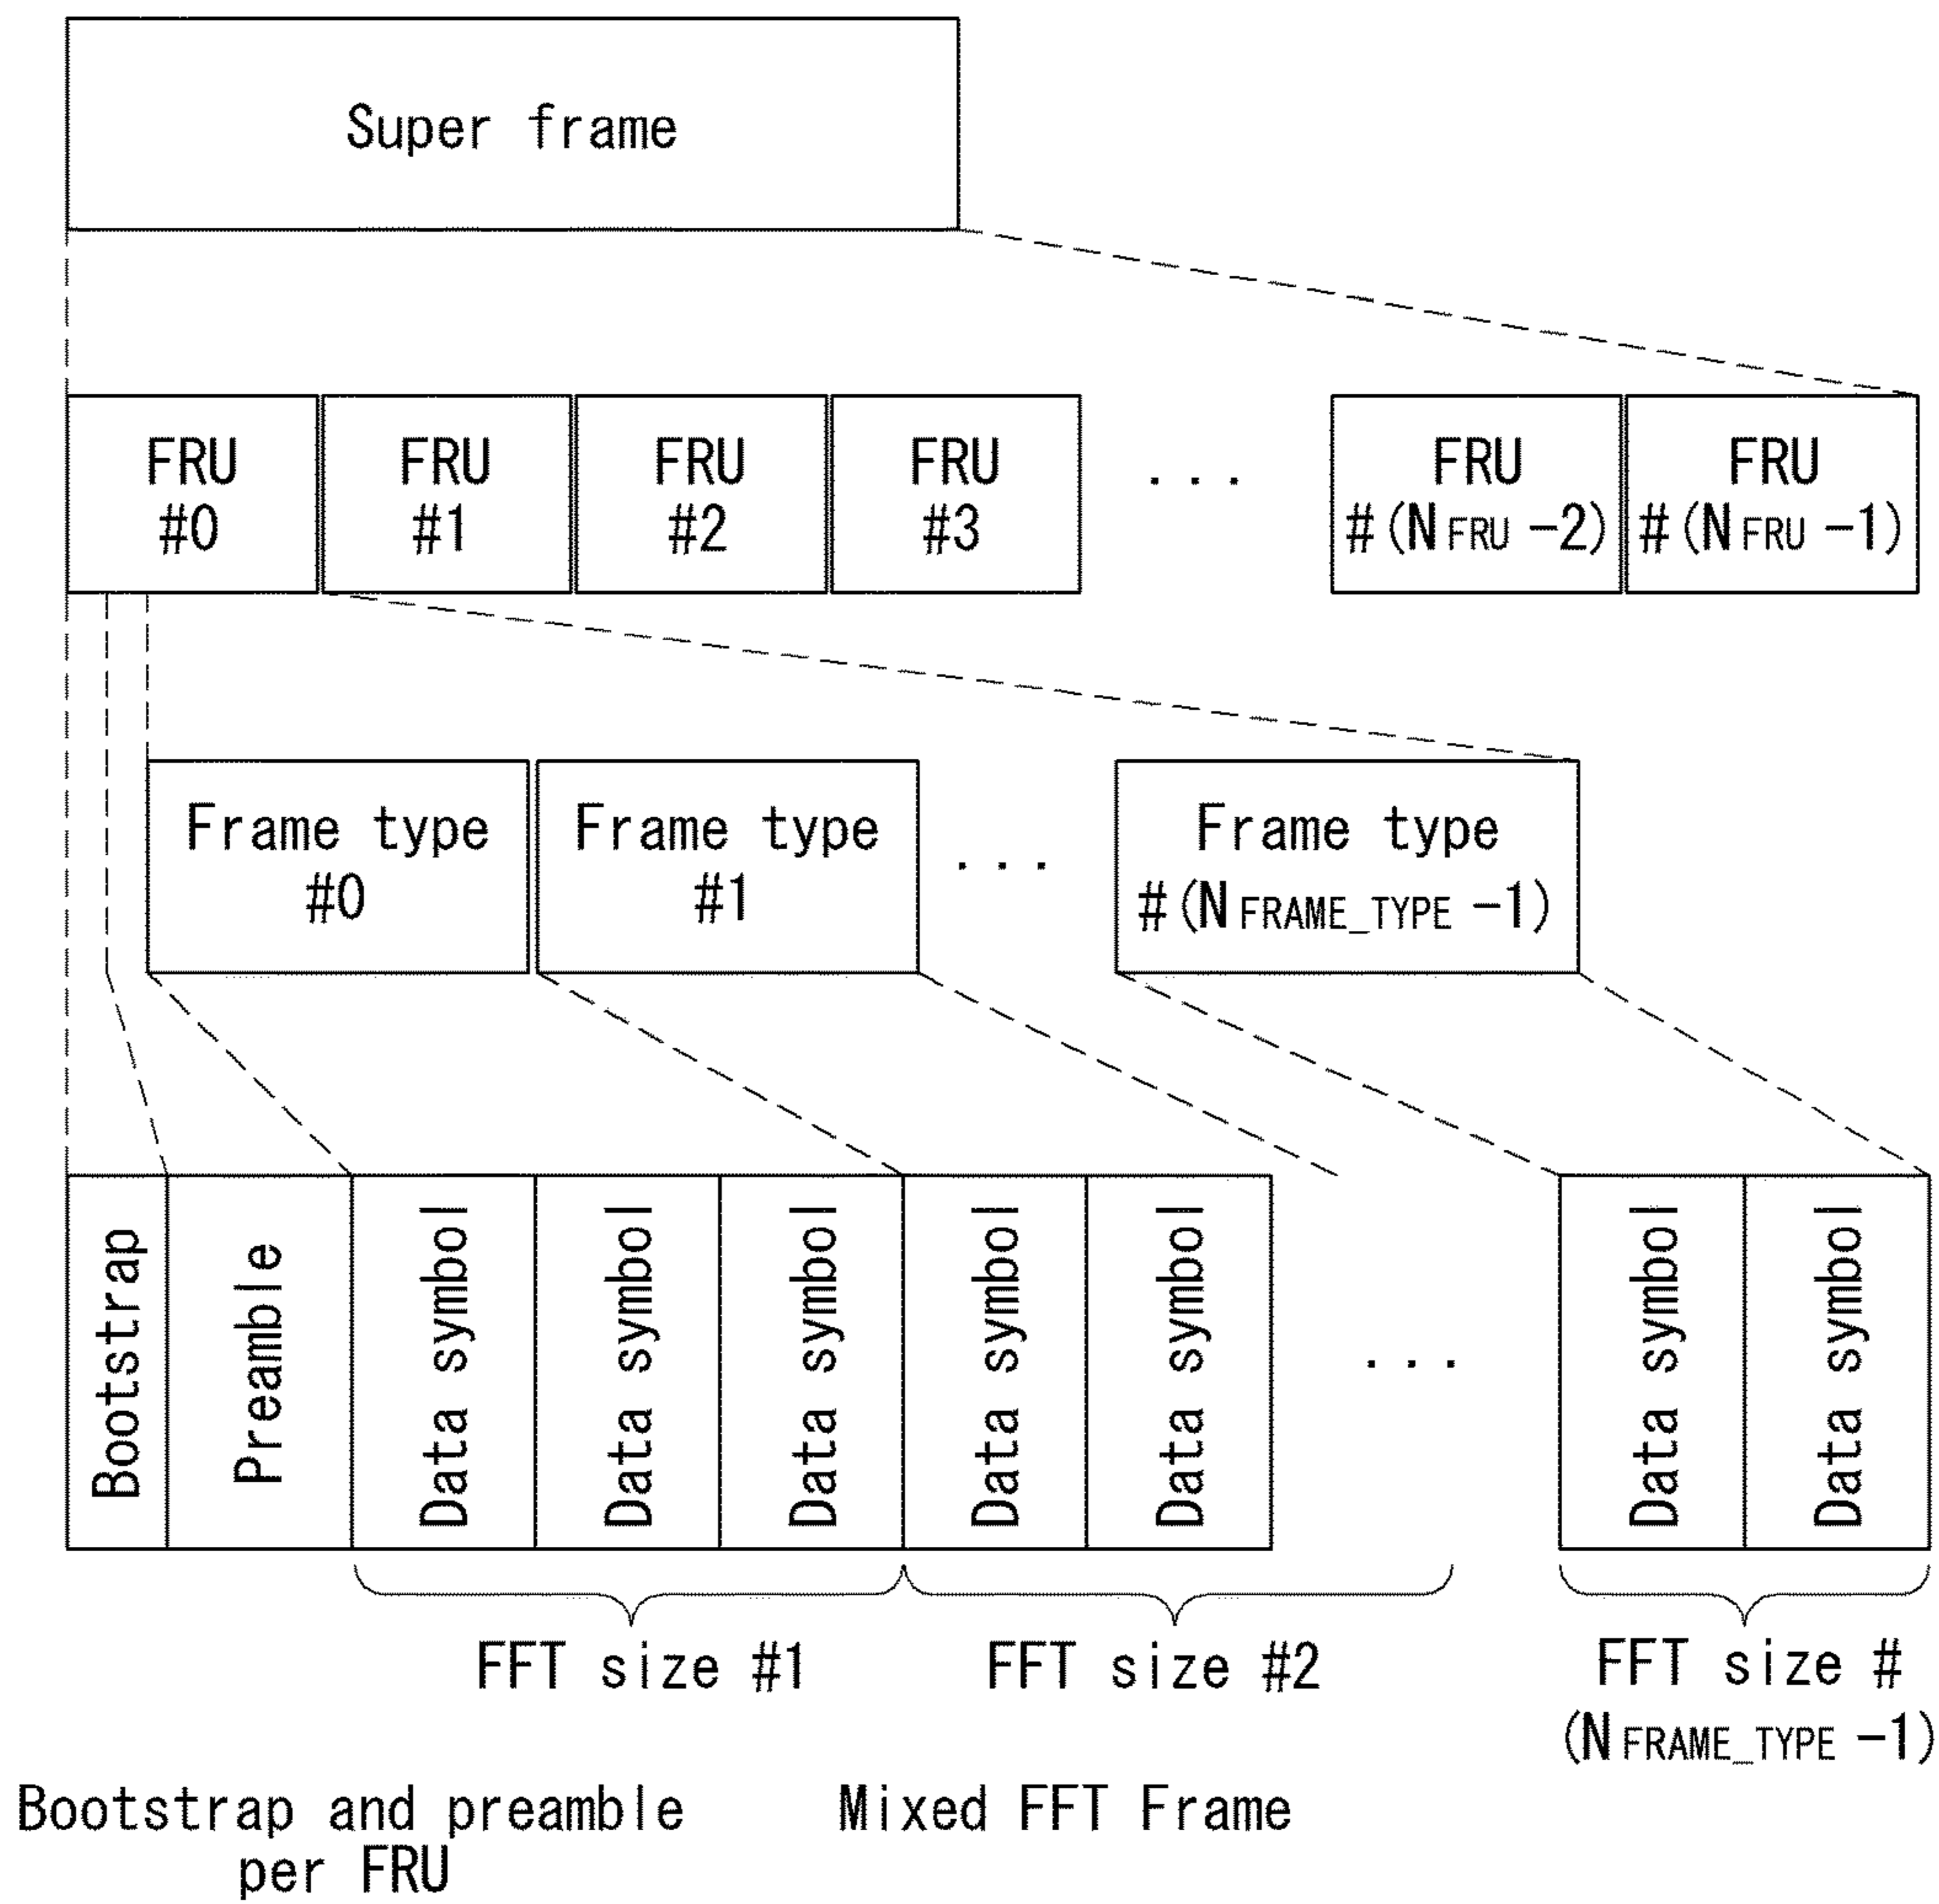 Super frame
FRU #0
FRU #1
FRU #2
FRU #3
...
FRU #(NFRU -2)
FRU #(NFRU -1)
Frame type #0
Frame type #1
...
Frame type #(NFRAME_TYPE -1)
Bootstrap
Preamble
Data symbol
Data symbol
Data symbol
Data symbol
Data symbol
...
Data symbol
Data symbol
FFT size #1
FFT size #2
FFT size #
(NFRAME_TYPE -1)
Bootstrap and preamble
per FRU
Mixed FFT Frame